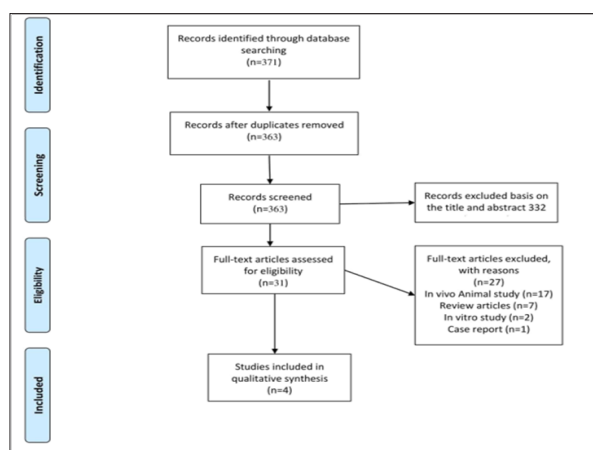 Identification
Records identified through database
searching
(n=371)
Records after duplicates removed
(n=363)
Screening
Records screened
(n=363)
Records excluded basis on
the title and abstract 332
Eligibility
Full-text articles assessed
for eligibility
(n=31)
Full-text articles excluded,
with reasons
(n=27)
In vivo Animal study (n=17)
Review articles (n=7)
In vitro study (n=2)
Case report (n=1)
Included
Studies included in
qualitative synthesis
(n=4)